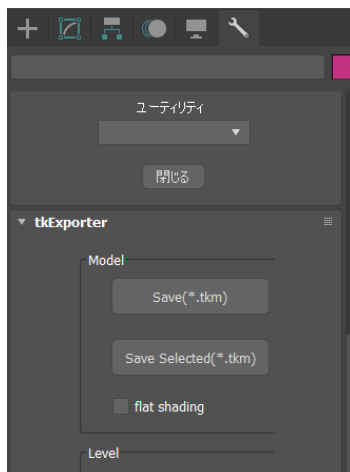 ユーティリティ
閉じる
tkExporter
Model
Save(*.tkm)
Save Selected(*.tkm)
flat shading
Level